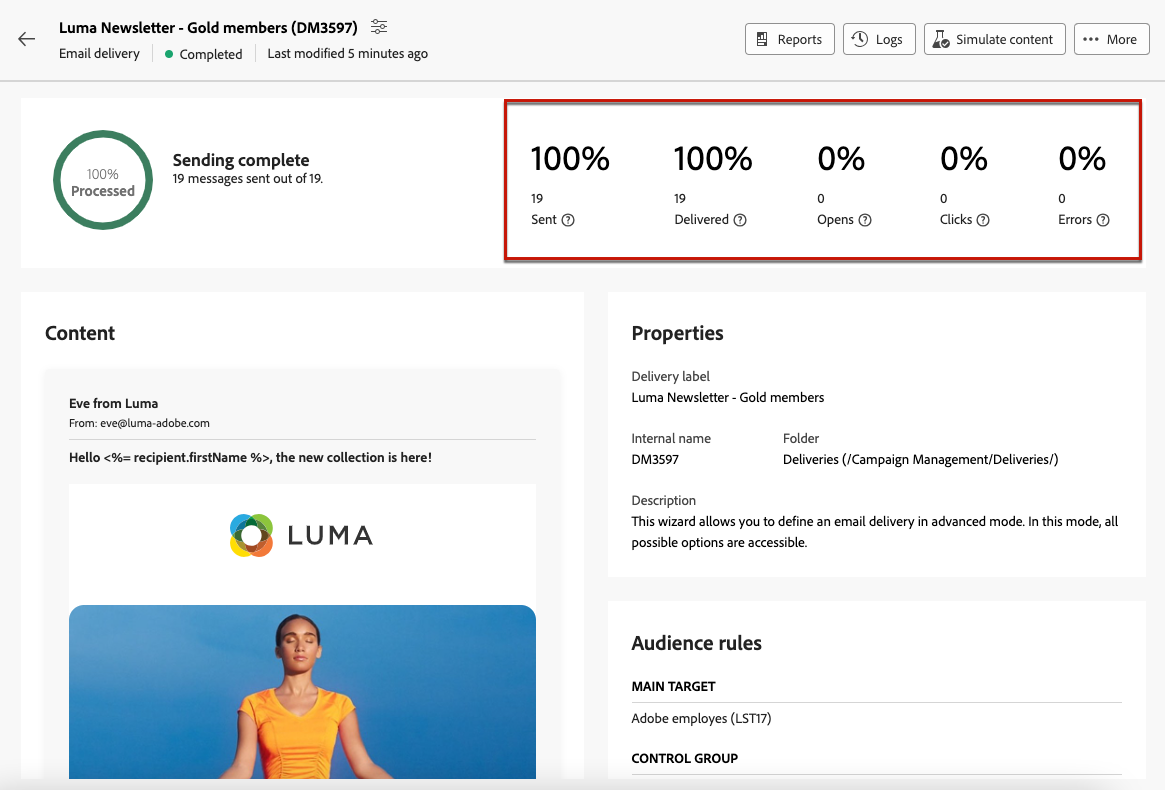 Luma Newsletter - Gold members (DM3597)
Email delivery
Completed
Last modified 5 minutes ago
Reports
Logs
Simulate content
More
100%
Processed
Sending complete
19 messages sent out of 19.
100%
19
Sent
100%
19
Delivered
0%
0
Opens
0%
0
Clicks
0%
0
Errors
Content
Eve from Luma
From: eve@luma-adobe.com
Hello <%= recipient.firstName %>, the new collection is here!
LUMA
Properties
Delivery label
Luma Newsletter - Gold members
Internal name
DM3597
Folder
Deliveries (/Campaign Management/Deliveries/)
Description
This wizard allows you to define an email delivery in advanced mode. In this mode, all
possible options are accessible.
Audience rules
MAIN TARGET
Adobe employes (LST17)
CONTROL GROUP